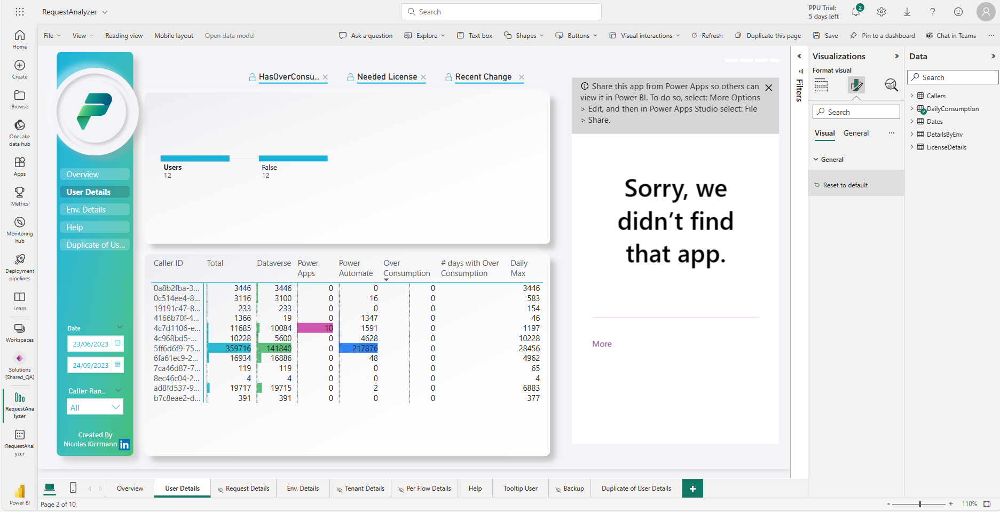 RequestAnalyzer
Search
PPU Trial:
5 days left
2
File
View
Reading view
Mobile layout
Open data model
Ask a question
Explore
Text box
Shapes
Buttons
Visual interactions
Refresh
Duplicate this page
Save
Pin to a dashboard
Chat in Teams
Home
Create
Browse
OneLake
data hub
Apps
Metrics
Monitoring
hub
Deployment
pipelines
Learn
Workspaces
Solutions
[Shared_QA]
RequestAna
lyzer
RequestAnal
yzer
Power BI
Overview
User Details
Env. Details
Help
Duplicate of Us...
Date
23/06/2023
24/09/2023
Caller Ran...
All
Created By
Nicolas Kirrmann in
HasOverConsu...
Needed License
Recent Change
Users
12
False
12
Caller ID Total Dataverse Power Apps Power Automate Over Consumption # days with Over Consumption Daily Max
0a8b2fba-3... 3446 3446 0 0 0 3446
0c514ee4-8... 3116 3100 0 16 0 583
19191c47-8... 233 233 0 0 0 154
4166b70f-4... 1366 19 0 1347 0 46
4c7d1106-e... 11685 10084 10 1591 0 1197
4c968bd5-... 10228 5600 0 4628 0 10228
5ff6d6f9-75... 359716 141840 0 217876 0 28456
6fa61ec9-2... 16934 16886 0 48 0 4962
7ca46d87-7... 119 119 0 0 0 65
8ec46c04-2... 4 4 0 0 0 4
ad8fd537-9... 19717 19715 0 2 0 6883
b7c8eae2-d... 391 391 0 0 0 377
Share this app from Power Apps so others can
view it in Power BI. To do so, select: More Options
> Edit, and then in Power Apps Studio select: File
> Share.
Sorry, we
didn't find
that app.
More
Filters
Visualizations
Format visual
Search
Visual
General
General
Reset to default
Data
Search
Callers
DailyConsumption
Dates
DetailsByEnv
LicenseDetails
Overview
User Details
Request Details
Env. Details
Tenant Details
Per Flow Details
Help
Tooltip User
Backup
Duplicate of User Details
Page 2 of 10
110%